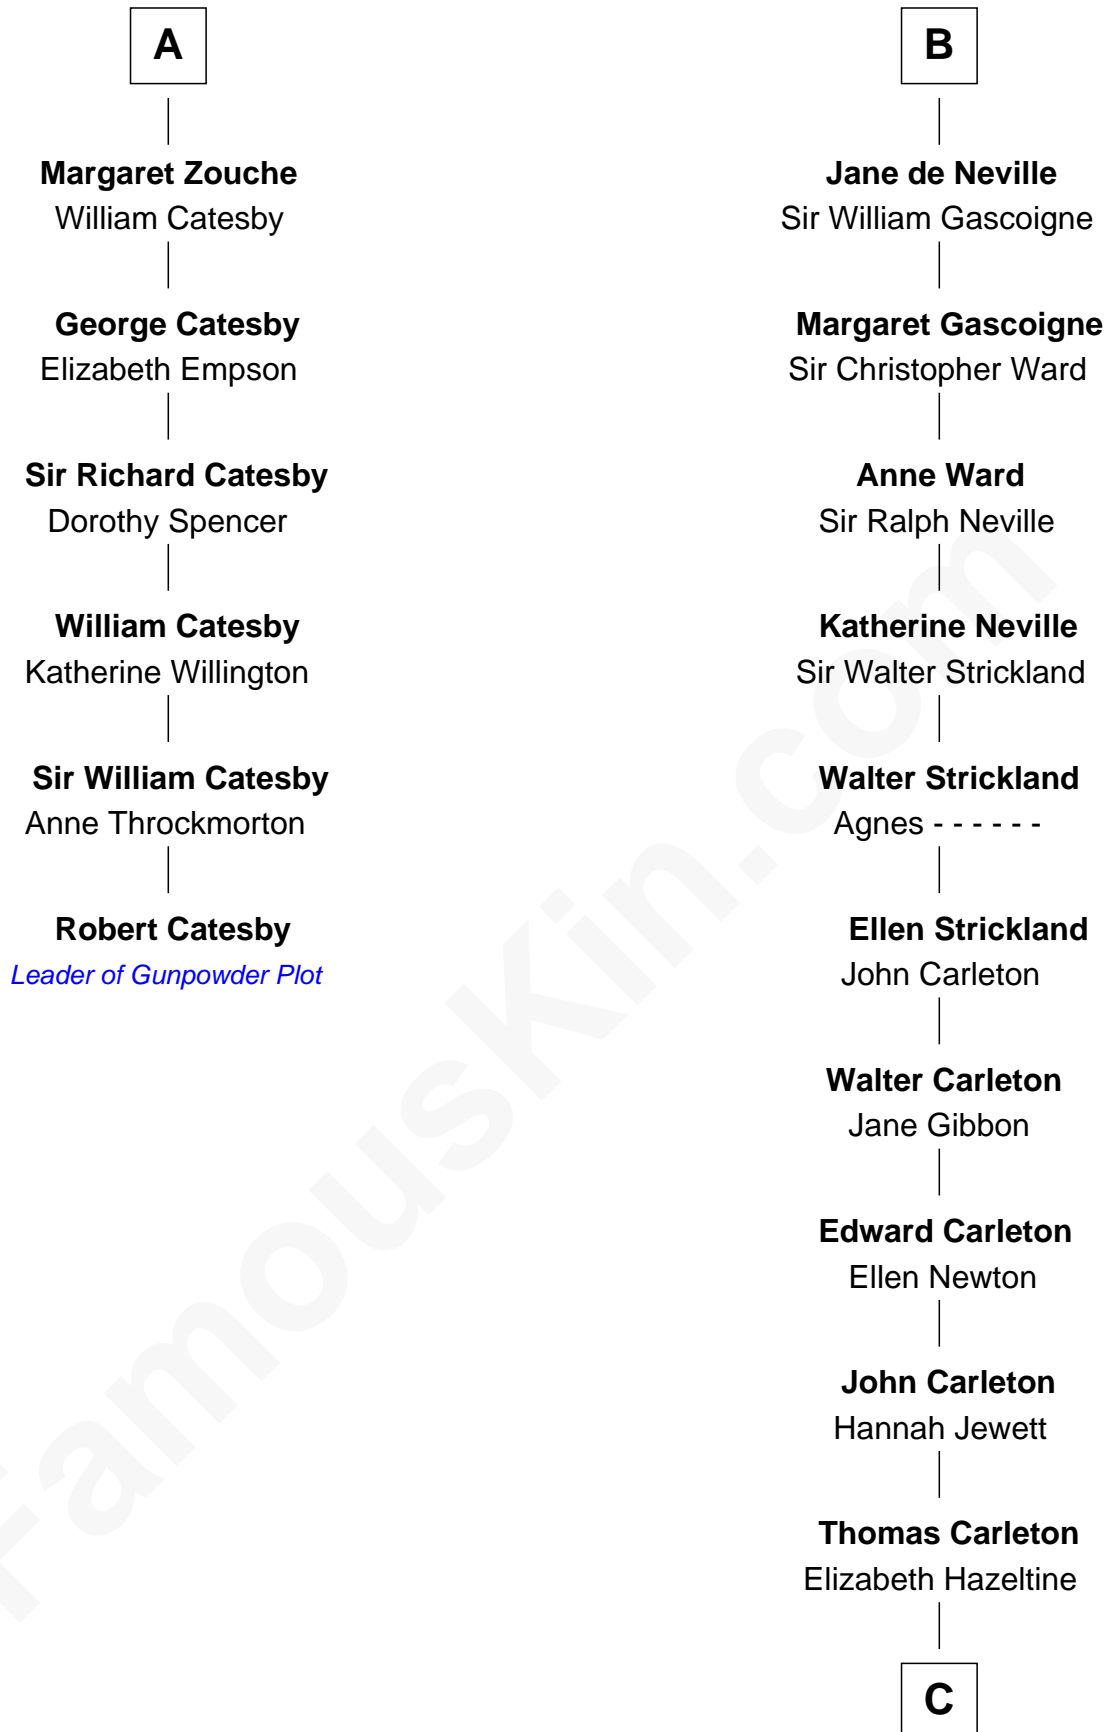 A
Margaret Zouche
William Catesby
George Catesby
Elizabeth Empson
Sir Richard Catesby
Dorothy Spencer
William Catesby
Katherine Willington
Sir William Catesby
Anne Throckmorton
Robert Catesby
Leader of Gunpowder Plot
B
Jane de Neville
Sir William Gascoigne
Margaret Gascoigne
Sir Christopher Ward
Anne Ward
Sir Ralph Neville
Katherine Neville
Sir Walter Strickland
Walter Strickland
Agnes - - - - - -
Ellen Strickland
John Carleton
Walter Carleton
Jane Gibbon
Edward Carleton
Ellen Newton
John Carleton
Hannah Jewett
Thomas Carleton
Elizabeth Hazeltine
C
FamousKin.com